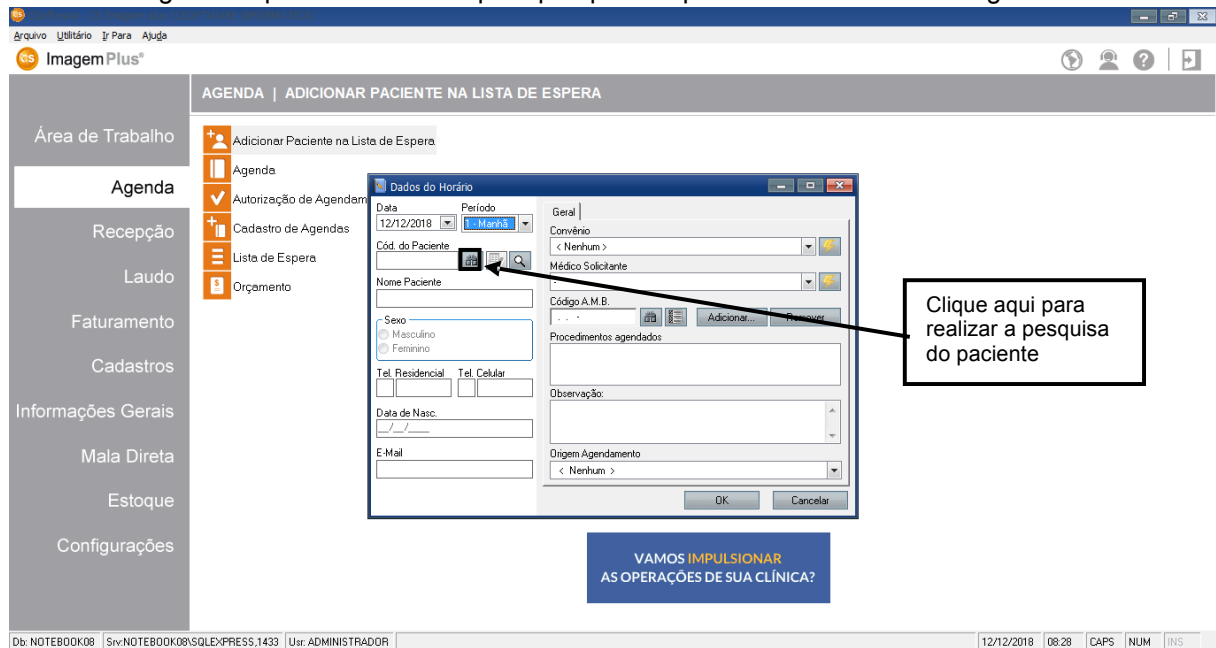 Arquivo Utilitário Ir Para Ajuda
GS ImagemPlus®
AGENDA | ADICIONAR PACIENTE NA LISTA DE ESPERA
Área de Trabalho
Agenda
Recepção
Laudo
Faturamento
Cadastros
Informações Gerais
Mala Direta
Estoque
Configurações
Adicionar Paciente na Lista de Espera
Agenda
Autorização de Agendam
Cadastro de Agendas
Lista de Espera
Orçamento
Dados do Horário
Data Período
12/12/2018 1 - Manhã
Cód. do Paciente
Nome Paciente
Sexo
Masculino
Feminino
Tel. Residencial Tel. Celular
Data de Nasc.
__/__/____
E-Mail
Geral
Convênio
< Nenhum >
Médico Solicitante
-
Código A.M.B.
. . - Adicionar... Remover
Procedimentos agendados
Observação:
Origem Agendamento
< Nenhum >
OK Cancelar
Clique aqui para
realizar a pesquisa
do paciente
VAMOS IMPULSIONAR
AS OPERAÇÕES DE SUA CLÍNICA?
Db: NOTEBOOK08 Srv:NOTEBOOK08\SQLEXPRESS,1433 Usr: ADMINISTRADOR 12/12/2018 08:28 CAPS NUM INS